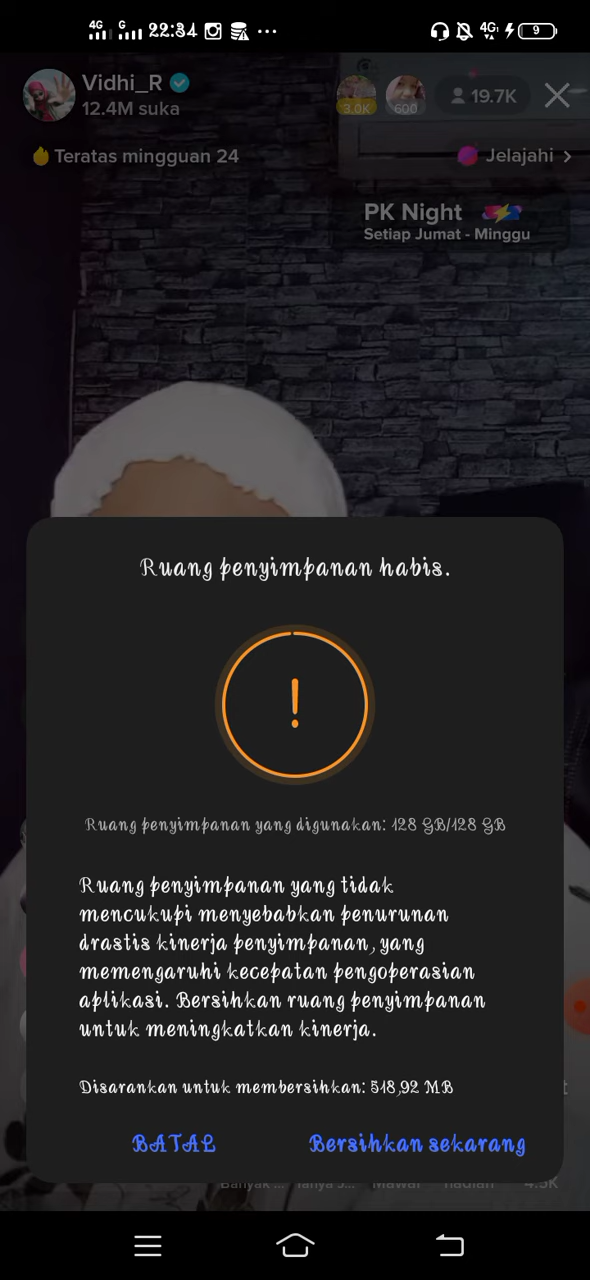 4G G 22:34 4G 9
Vidhi_R
12.4M suka
3.0K 600 19.7K
Teratas mingguan 24 Jelajahi
PK Night
Setiap Jumat - Minggu
Ruang penyimpanan habis.
!
Ruang penyimpanan yang digunakan: 128 GB/128 GB
Ruang penyimpanan yang tidak
mencukupi menyebabkan penurunan
drastis kinerja penyimpanan, yang
memengaruhi kecepatan pengoperasian
aplikasi. Bersihkan ruang penyimpanan
untuk meningkatkan kinerja.
Disarankan untuk membersihkan: 518,92 MB
BATAL Bersihkan sekarang